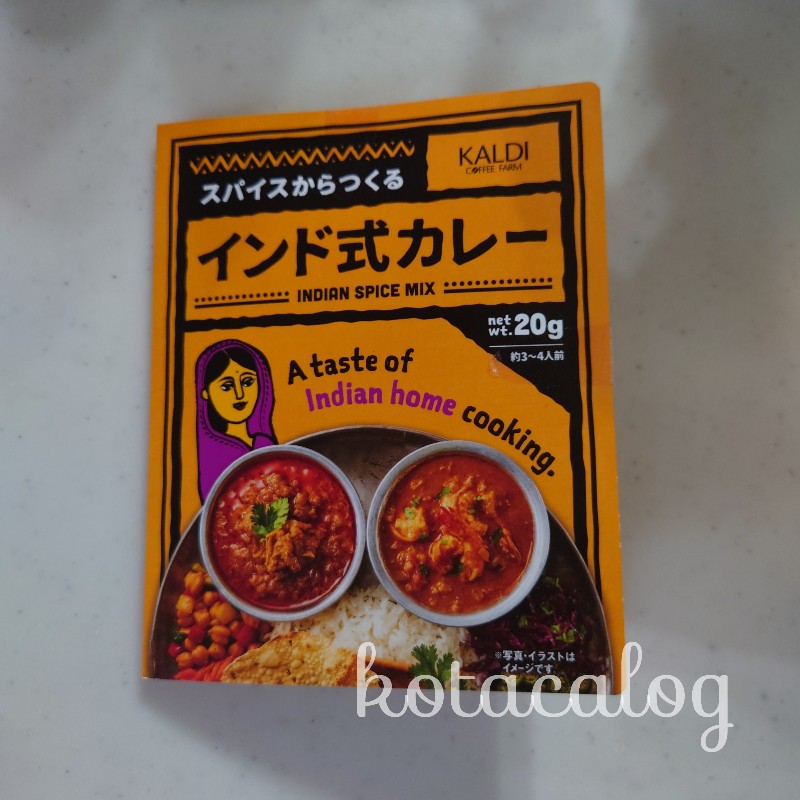 KALDI
COFFEE FARM
スパイスからつくる
インド式カレー
INDIAN SPICE MIX
net wt. 20g
約3〜4人前
A taste of
Indian home cooking.
※写真・イラストは
イメージです
kotacalog